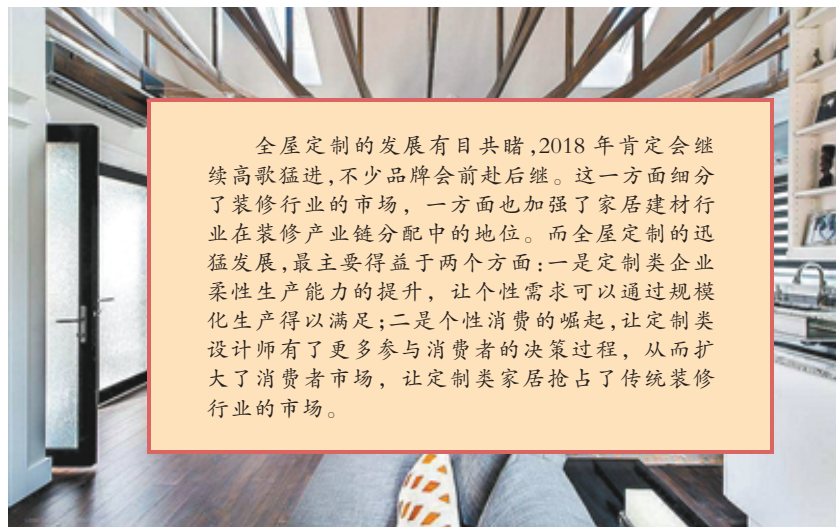 全屋定制的发展有目共睹,2018 年肯定会继
续高歌猛进,不少品牌会前赴后继。这一方面细分
了装修行业的市场，一方面也加强了家居建材行
业在装修产业链分配中的地位。而全屋定制的迅
猛发展,最主要得益于两个方面:一是定制类企业
柔性生产能力的提升，让个性需求可以通过规模
化生产得以满足;二是个性消费的崛起,让定制类
设计师有了更多参与消费者的决策过程，从而扩
大了消费者市场，让定制类家居抢占了传统装修
行业的市场。